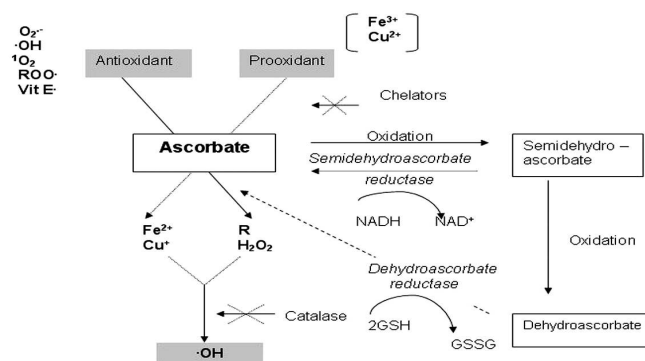 O₂·⁻
·OH
¹O₂
ROO·
Vit E·
Antioxidant
Prooxidant
Fe³⁺
Cu²⁺
Chelators
Ascorbate
Oxidation
Semidehydroascorbate
reductase
NADH
NAD⁺
Semidehydro –
ascorbate
Oxidation
Fe²⁺
Cu⁺
R
H₂O₂
Dehydroascorbate
reductase
2GSH
GSSG
Dehydroascorbate
Catalase
·OH